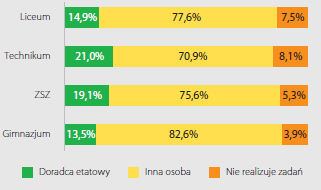 Liceum 14,9% 77,6% 7,5%
Technikum 21,0% 70,9% 8,1%
ZSZ 19,1% 75,6% 5,3%
Gimnazjum 13,5% 82,6% 3,9%
Doradca etatowy Inna osoba Nie realizuje zadań